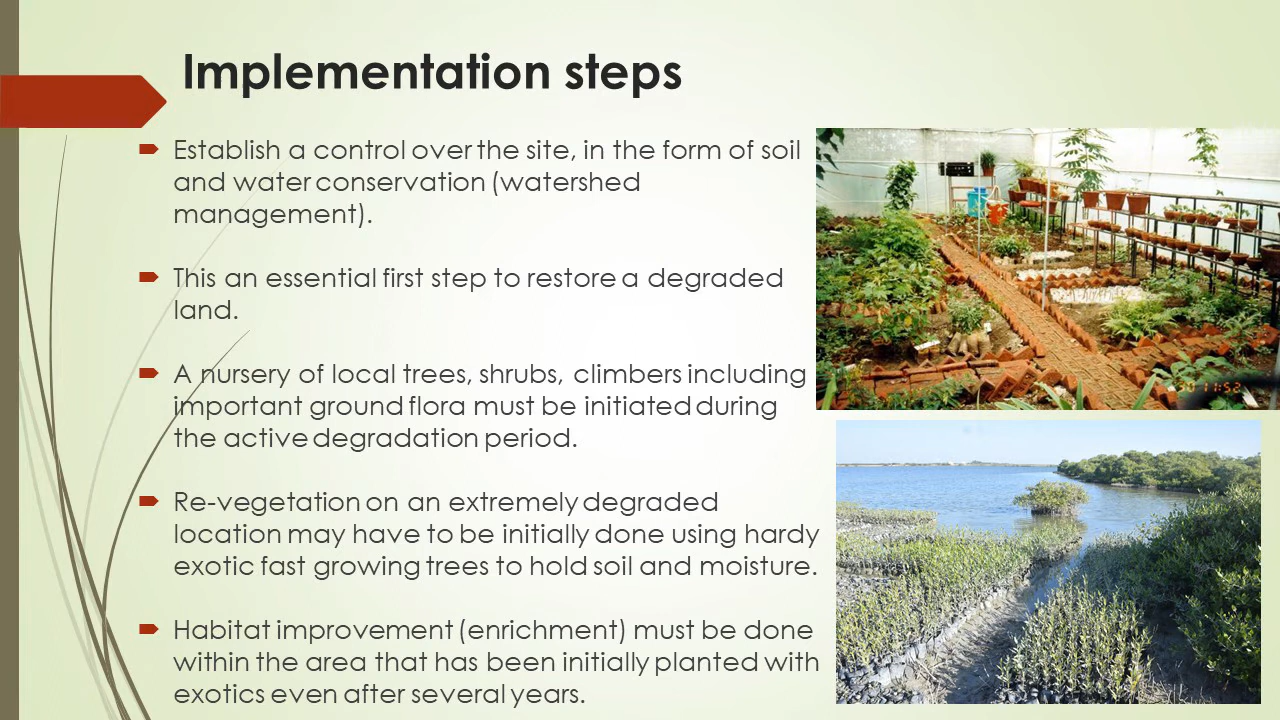 Implementation steps
Establish a control over the site, in the form of soil
and water conservation (watershed
management).
This an essential first step to restore a degraded
land.
A nursery of local trees, shrubs, climbers including
important ground flora must be initiated during
the active degradation period.
Re-vegetation on an extremely degraded
location may have to be initially done using hardy
exotic fast growing trees to hold soil and moisture.
Habitat improvement (enrichment) must be done
within the area that has been initially planted with
exotics even after several years.
11:52